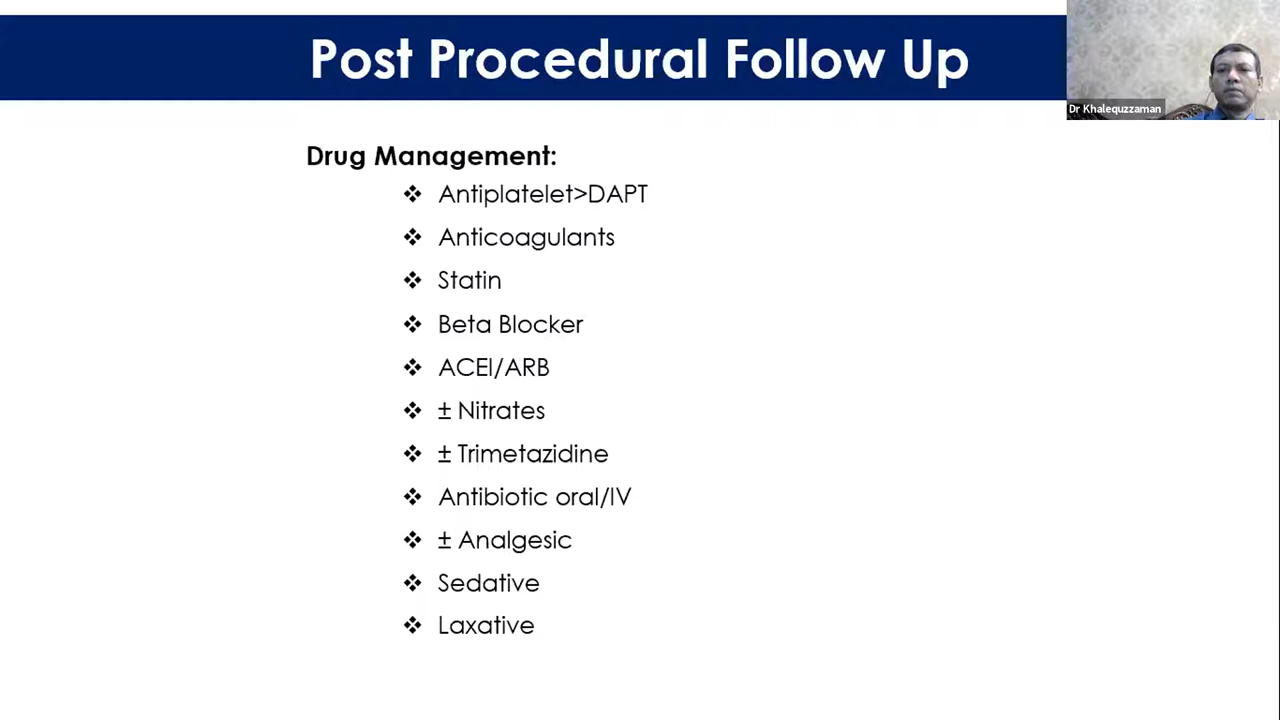 Post Procedural Follow Up
Dr Khalequzzaman
Drug Management:
❖ Antiplatelet>DAPT
❖ Anticoagulants
❖ Statin
❖ Beta Blocker
❖ ACEI/ARB
❖ ± Nitrates
❖ ± Trimetazidine
❖ Antibiotic oral/IV
❖ ± Analgesic
❖ Sedative
❖ Laxative